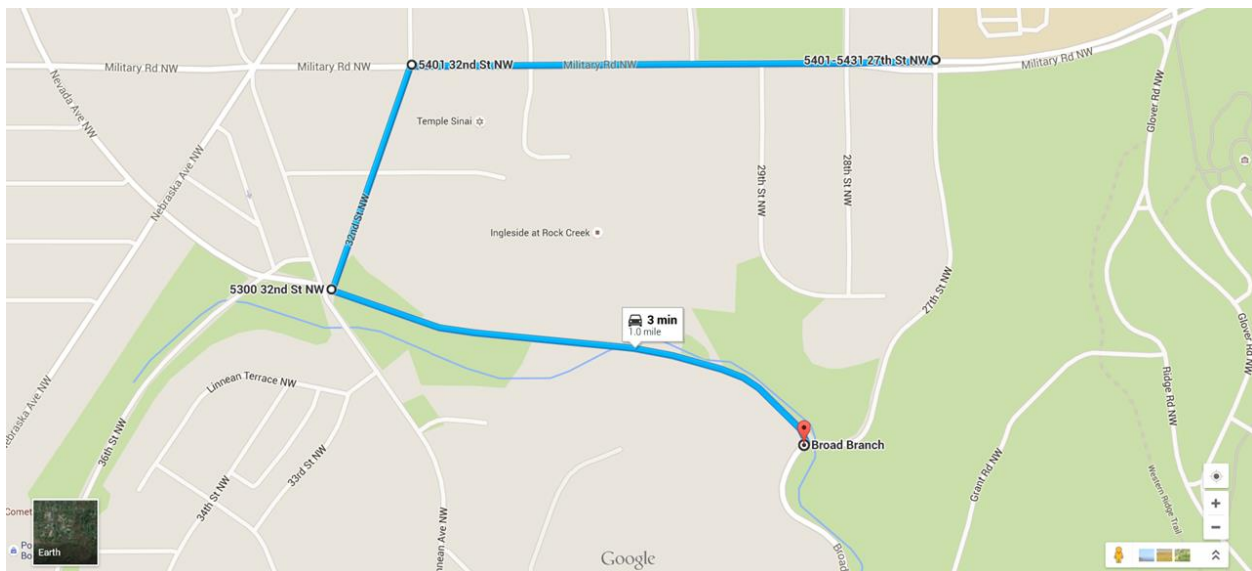 5401 32nd St NW
5401-5431 27th St NW
Military Rd NW
Military Rd NW
Military Rd NW
Military Rd NW
Nevada Ave NW
Temple Sinai
Glover Rd NW
Nebraska Ave NW
29th St NW
28th St NW
32nd St NW
Ingleside at Rock Creek
5300 32nd St NW
27th St NW
3 min
1.0 mile
Glover Rd NW
Linnean Terrace NW
Ridge Rd NW
Nebraska Ave NW
36th St NW
33rd St NW
Broad Branch
34th St NW
Grant Rd NW
Western Ridge Trail
Comet
Po
Bo
Earth
Linnean Ave NW
Google
Broad
+
−